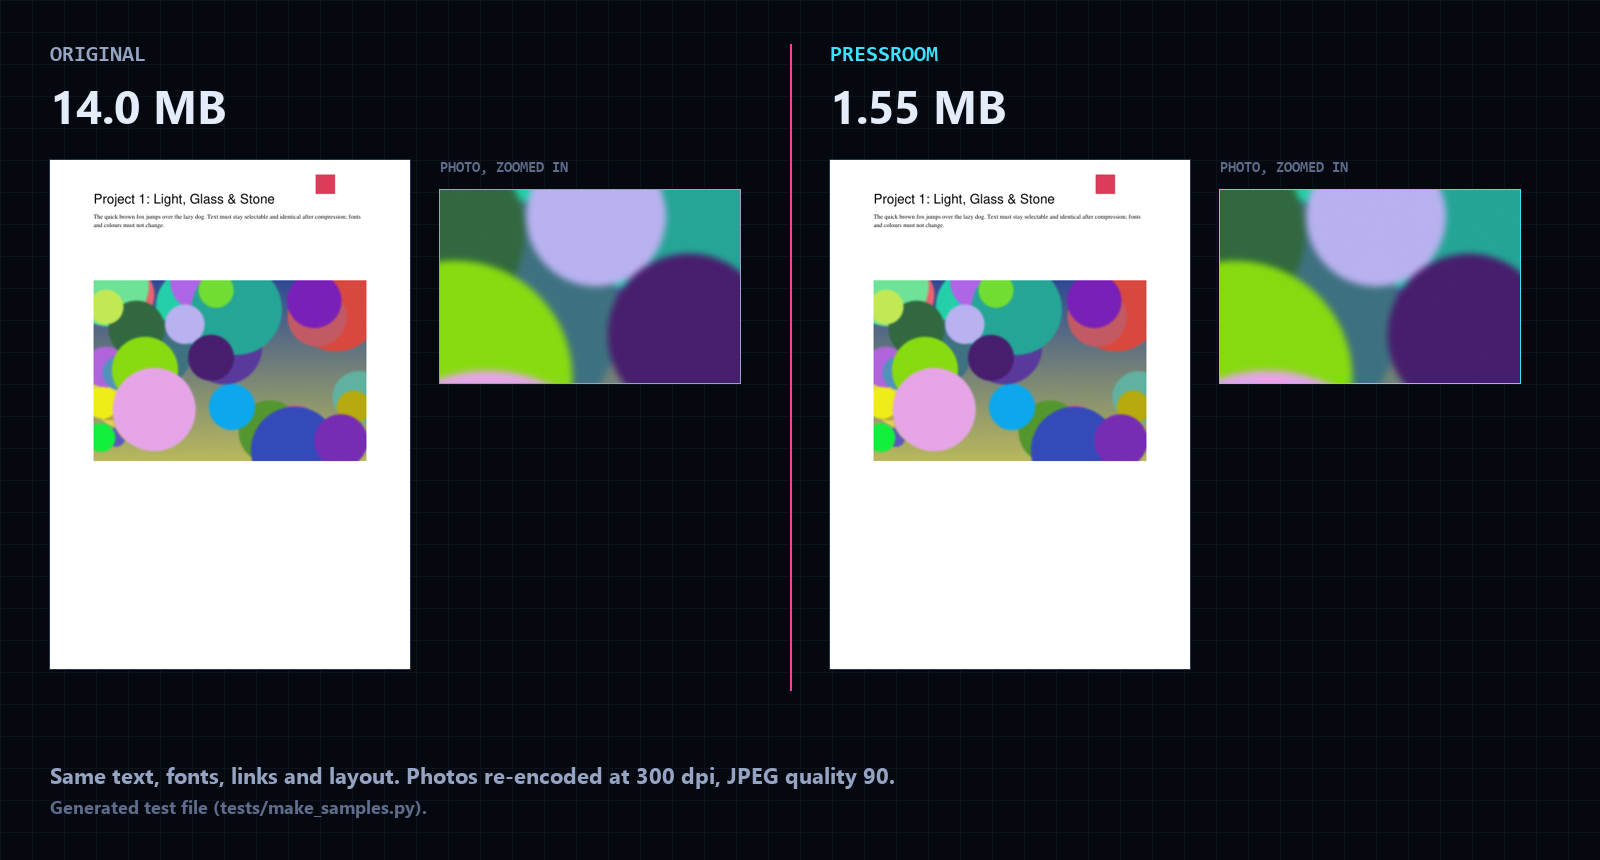 ORIGINAL
14.0 MB
PHOTO, ZOOMED IN
Project 1: Light, Glass & Stone
The quick brown fox jumps over the lazy dog. Text must stay selectable and identical after compression; fonts
and colours must not change.
PRESSROOM
1.55 MB
PHOTO, ZOOMED IN
Project 1: Light, Glass & Stone
The quick brown fox jumps over the lazy dog. Text must stay selectable and identical after compression; fonts
and colours must not change.
Same text, fonts, links and layout. Photos re-encoded at 300 dpi, JPEG quality 90.
Generated test file (tests/make_samples.py).